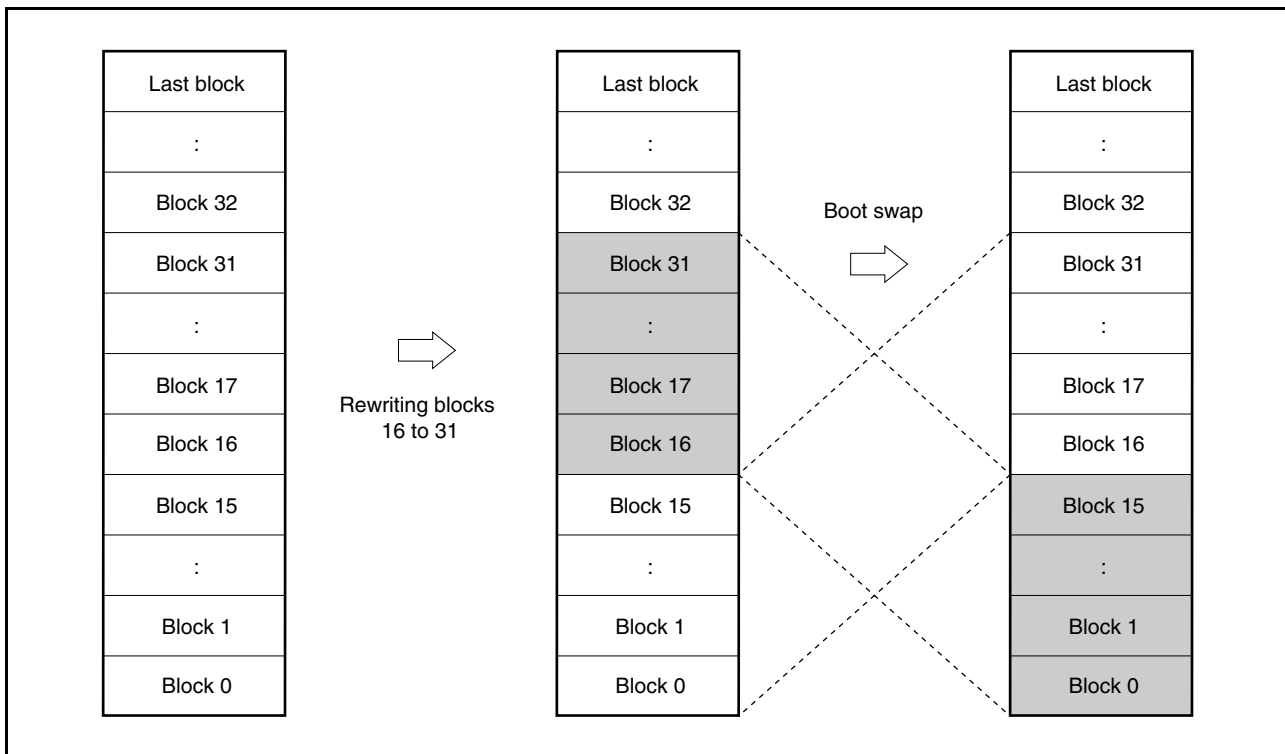 Last block
:
Block 32
Block 31
:
Block 17
Block 16
Block 15
:
Block 1
Block 0
Rewriting blocks
16 to 31
Last block
:
Block 32
Block 31
:
Block 17
Block 16
Block 15
:
Block 1
Block 0
Boot swap
Last block
:
Block 32
Block 31
:
Block 17
Block 16
Block 15
:
Block 1
Block 0